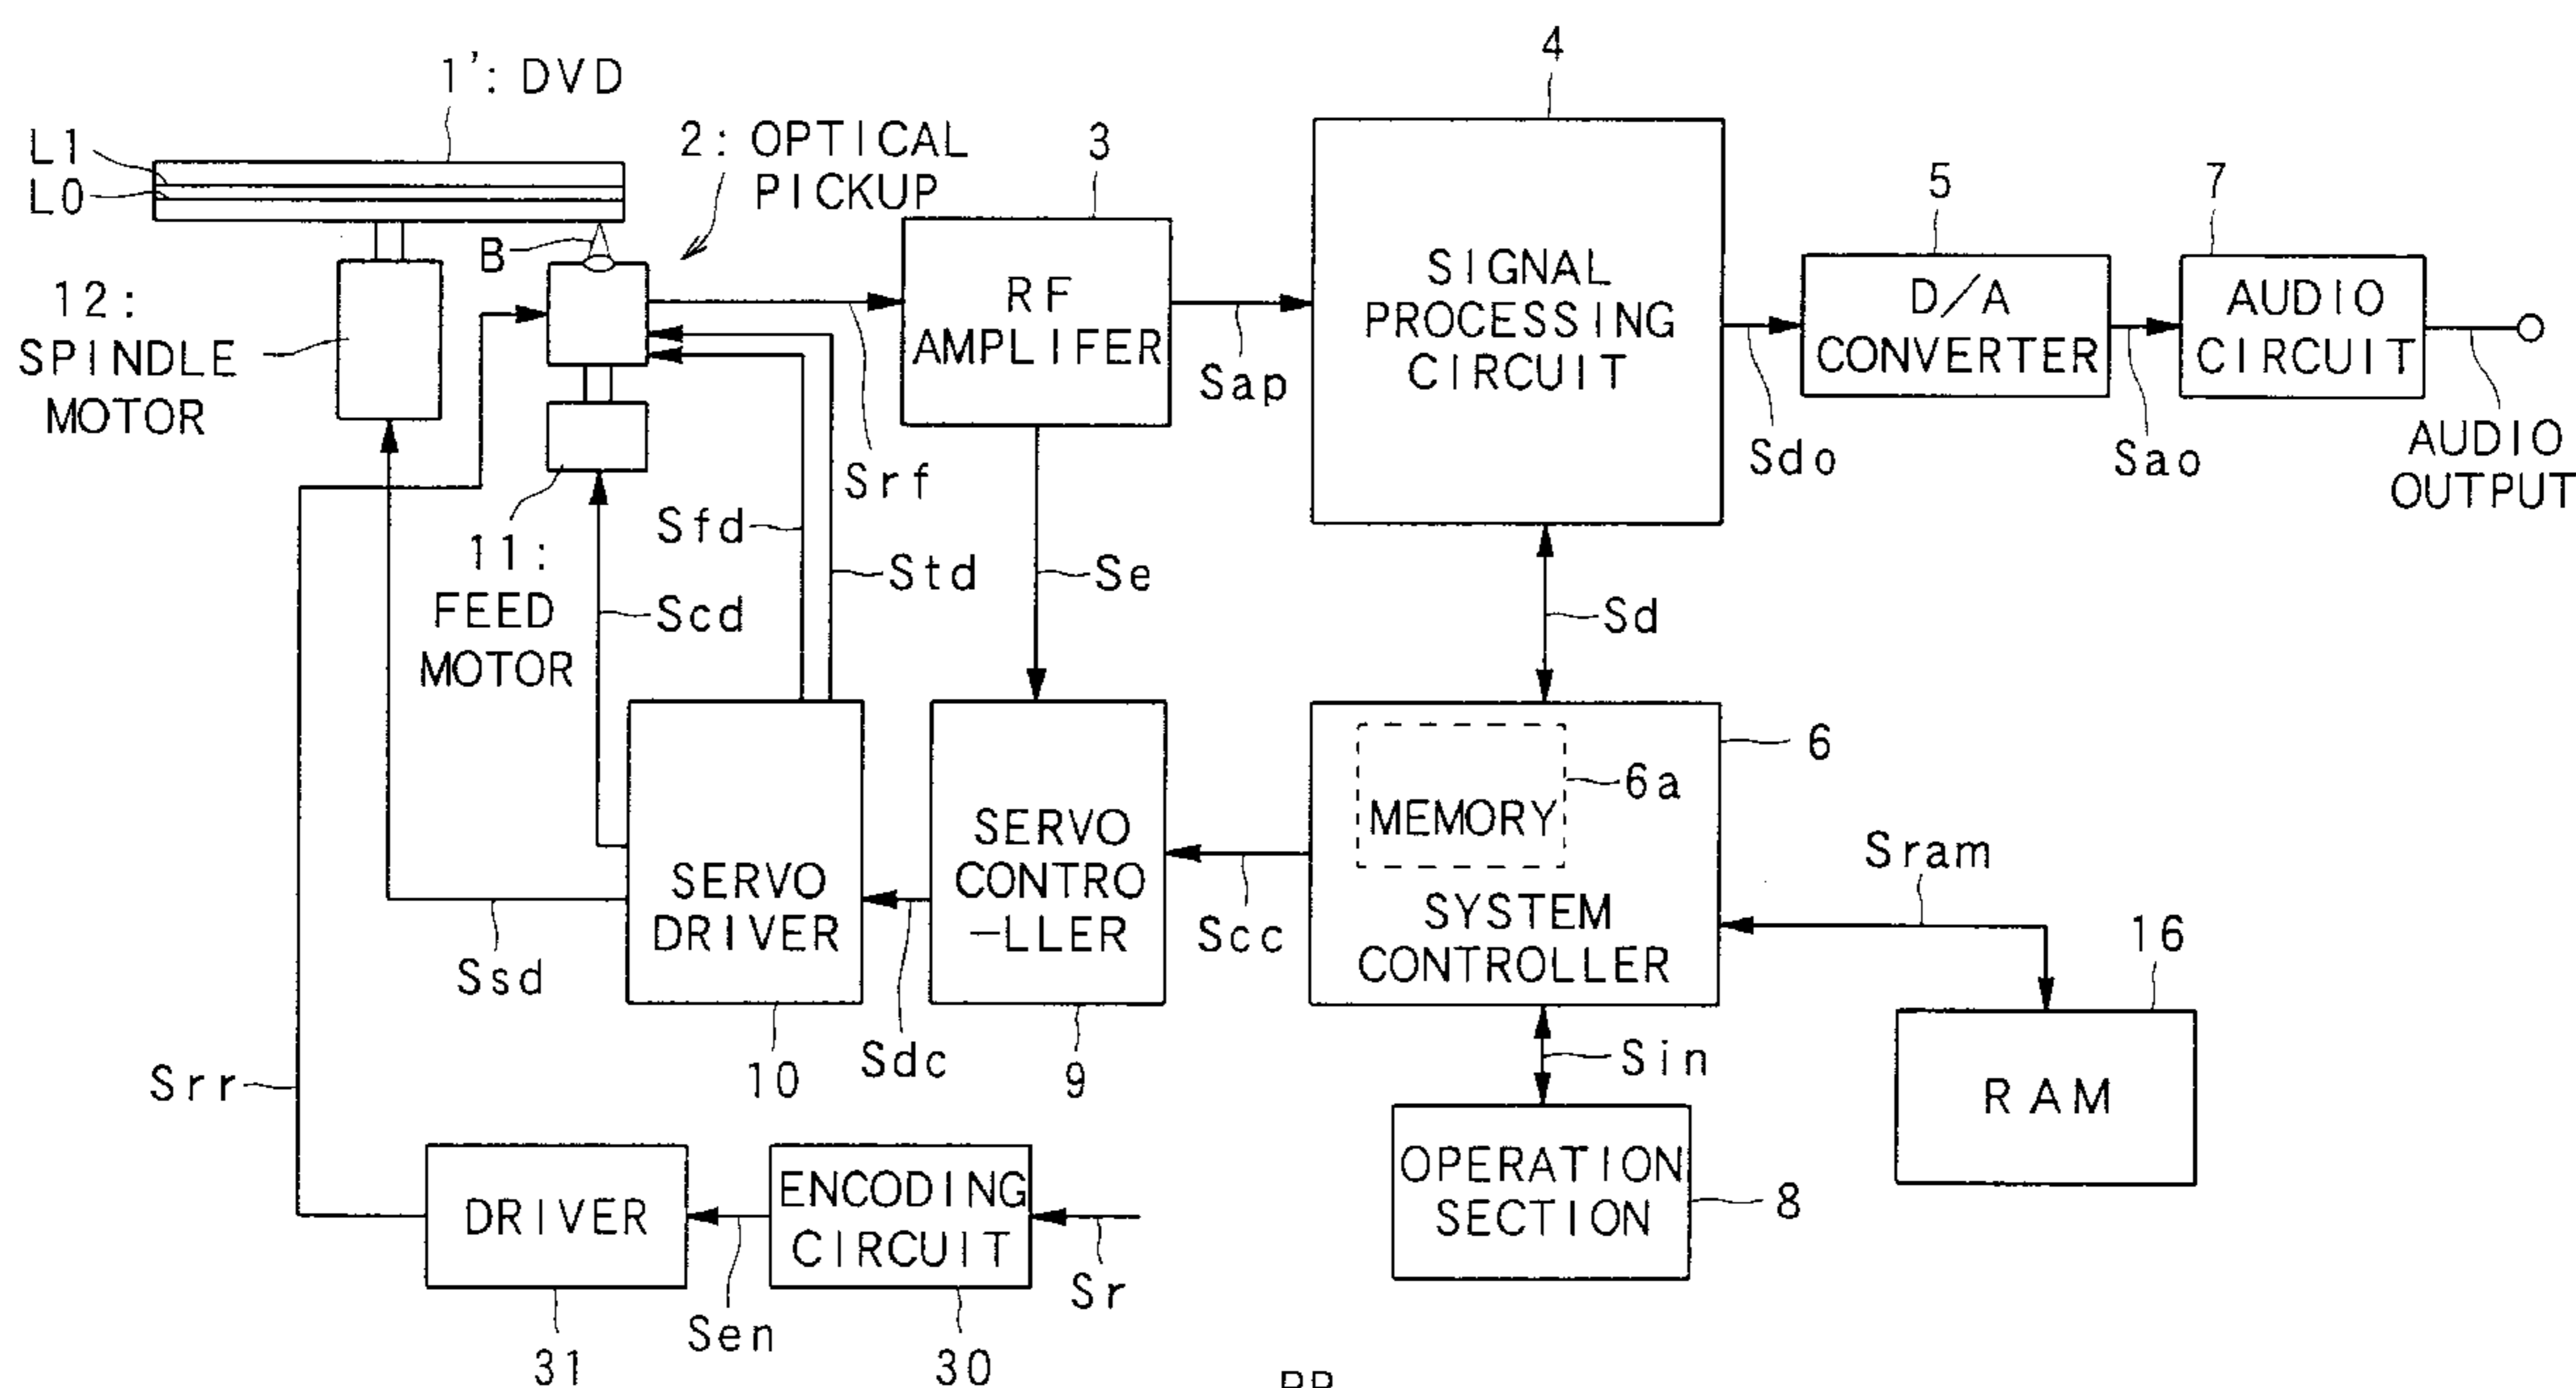 4
1': DVD
2: OPTICAL
PICKUP
3
L1
L0
5
7
B
SIGNAL
PROCESSING
CIRCUIT
RF
AMPLIFER
D/A
CONVERTER
AUDIO
CIRCUIT
12:
SPINDLE
MOTOR
Sap
Sdo
Sao
AUDIO
OUTPUT
Srf
Sfd
11:
FEED
MOTOR
Std
Se
Scd
Sd
6
6a
MEMORY
SERVO
CONTRO
-LLER
SERVO
DRIVER
SYSTEM
CONTROLLER
Sram
Scc
16
Ssd
Sdc
10
9
Sin
Srr
RAM
OPERATION
SECTION
8
DRIVER
ENCODING
CIRCUIT
Sr
Sen
31
30